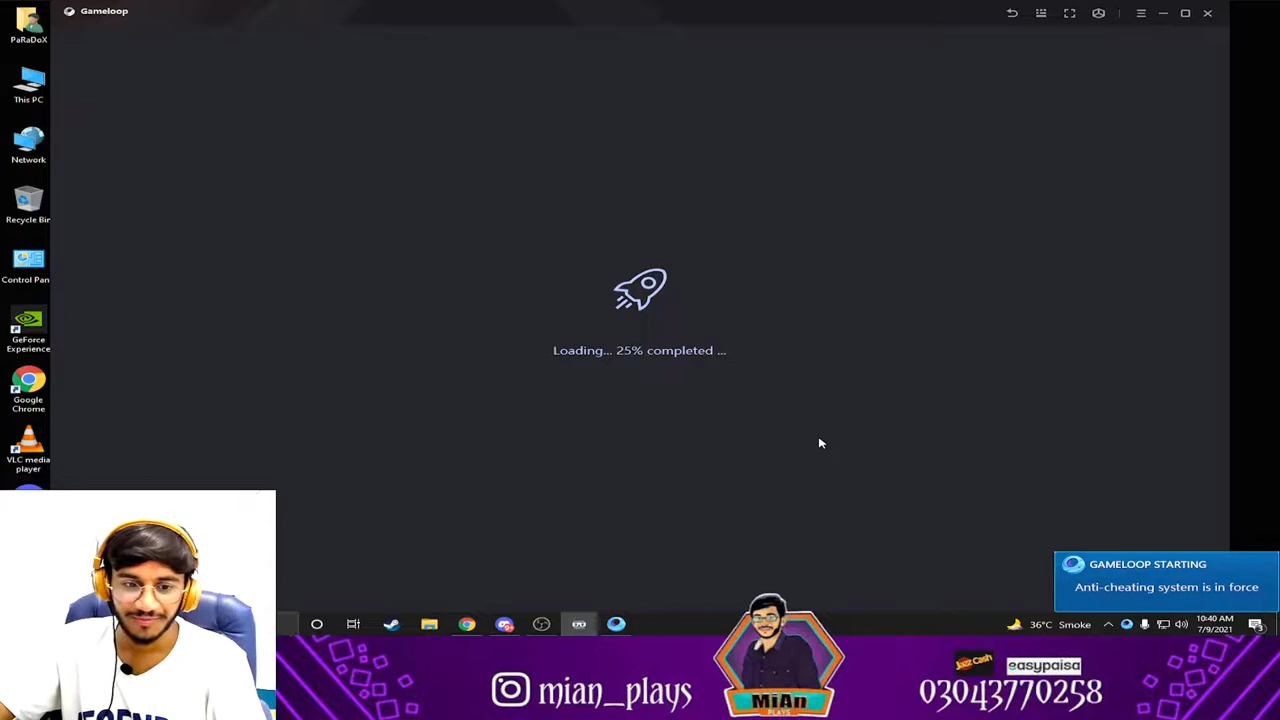 Gameloop
PaRaDoX
This PC
Network
Recycle Bin
Control Pan
GeForce
Experience
Google
Chrome
VLC media
player
Loading... 25% completed ...
GAMELOOP STARTING
Anti-cheating system is in force
36°C Smoke
10:40 AM
7/9/2021
mian_plays
MiAn
PLAYS
JazzCash
easypaisa
03043770258